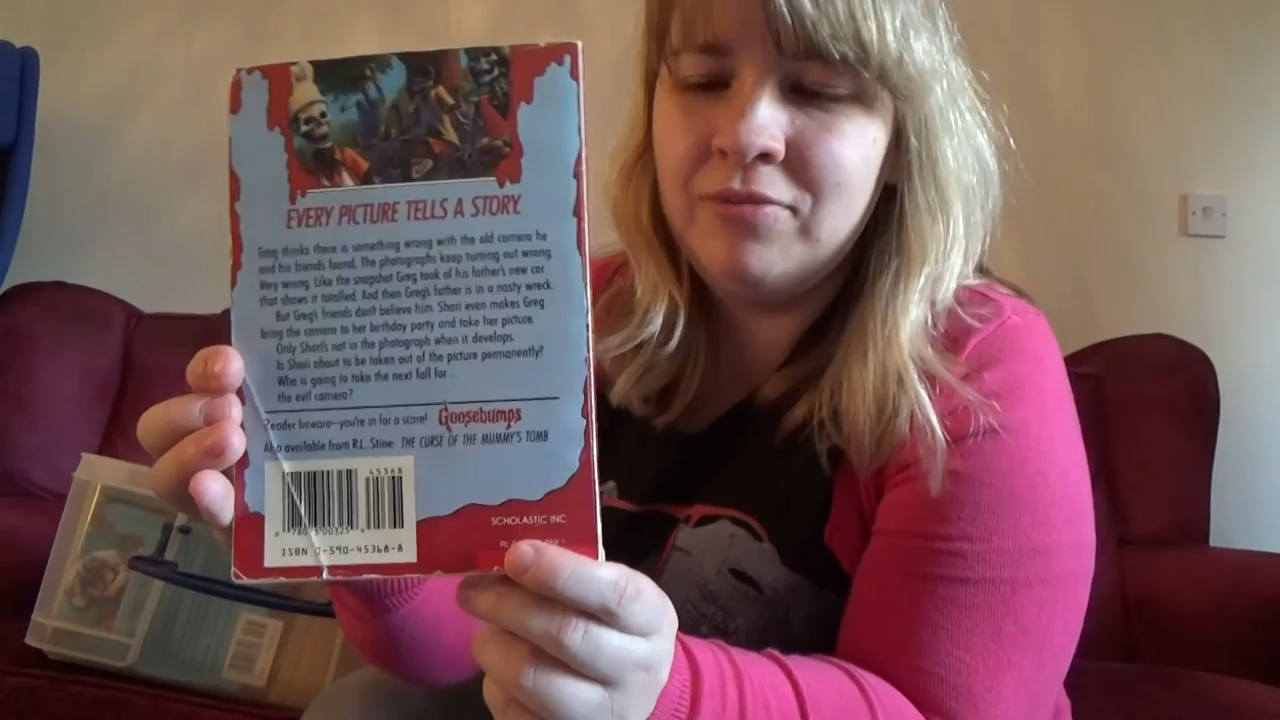 EVERY PICTURE TELLS A STORY.
Greg thinks there is something wrong with the old camera he
and his friends found. The photographs keep turning out wrong.
Very wrong. Like the snapshot Greg took of his father's new car
that shows it totalled. And then Greg's father is in a nasty wreck.
But Greg's friends don't believe him. Shari even makes Greg
bring the camera to her birthday party and take her picture.
Only Shari's not in the photograph when it develops.
Is Shari about to be taken out of the picture permanently?
Who is going to take the next fall for...
the evil camera?
Reader beware—you're in for a scare! Goosebumps
Also available from R.L. Stine: THE CURSE OF THE MUMMY'S TOMB
45368
ISBN 0-590-45368-8
SCHOLASTIC INC